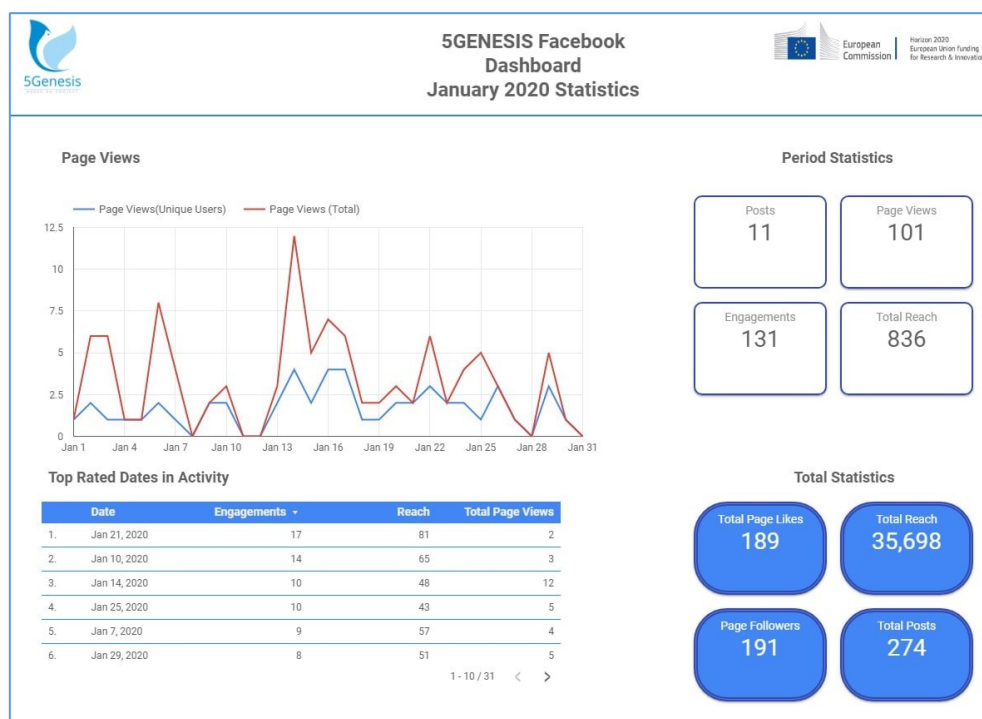 5Genesis
5GENESIS Facebook
Dashboard
January 2020 Statistics
European
Commission
Horizon 2020
European Union funding
for Research & Innovation
Page Views
Page Views(Unique Users)
Page Views (Total)
12.5
10
7.5
5
2.5
0
Jan 1 Jan 4 Jan 7 Jan 10 Jan 13 Jan 16 Jan 19 Jan 22 Jan 25 Jan 28 Jan 31
Period Statistics
Posts
11
Page Views
101
Engagements
131
Total Reach
836
Top Rated Dates in Activity
Date Engagements Reach Total Page Views
1. Jan 21, 2020 17 81 2
2. Jan 10, 2020 14 65 3
3. Jan 14, 2020 10 48 12
4. Jan 25, 2020 10 43 5
5. Jan 7, 2020 9 57 4
6. Jan 29, 2020 8 51 5
1 - 10 / 31
Total Statistics
Total Page Likes
189
Total Reach
35,698
Page Followers
191
Total Posts
274